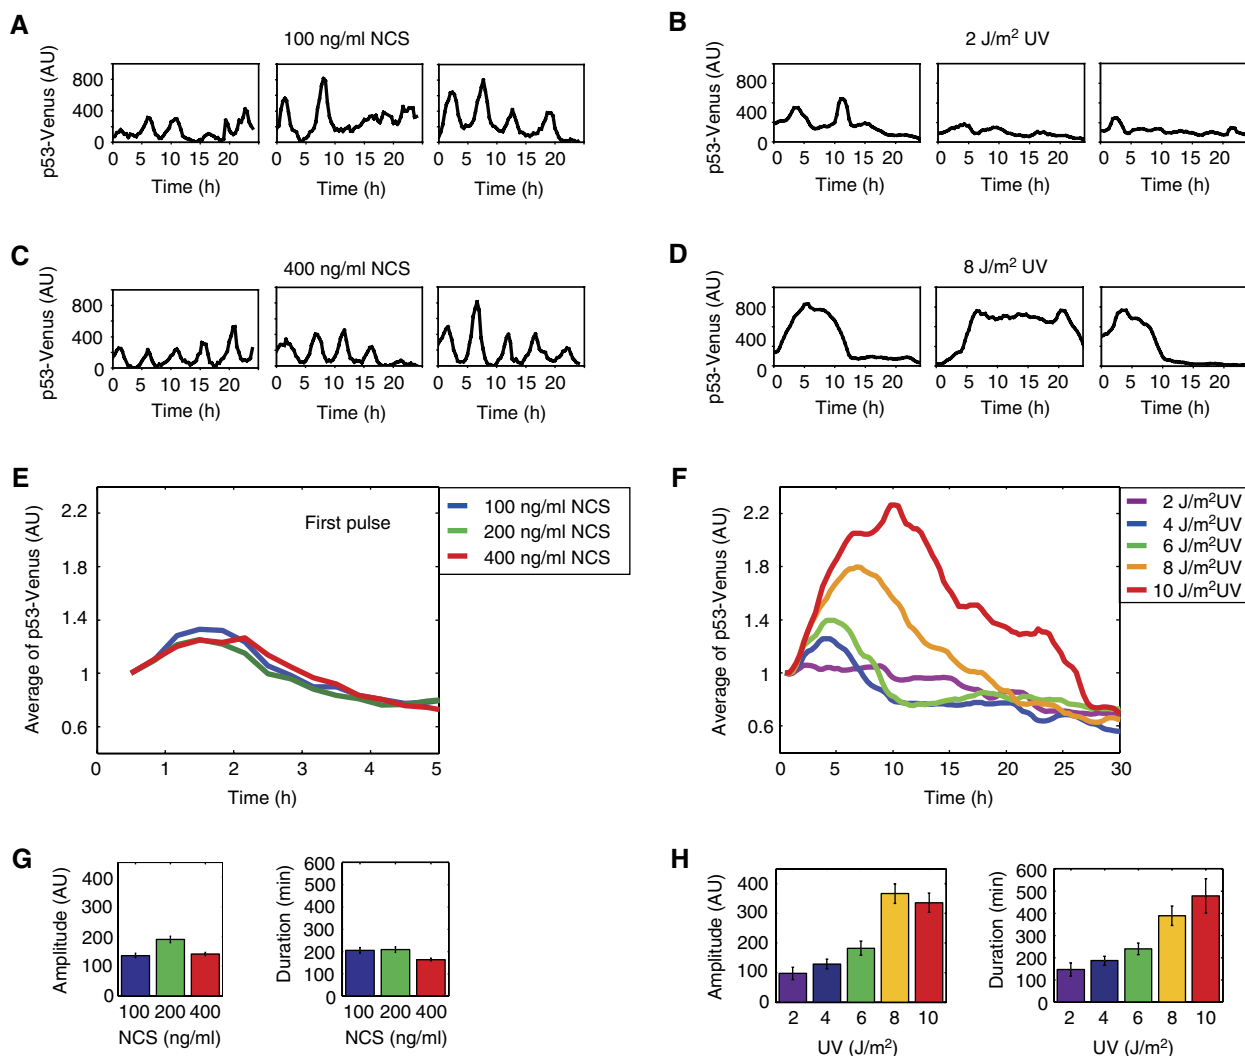 A
100 ng/ml NCS
p53-Venus (AU)
800
400
0
0 5 10 15 20
0 5 10 15 20
0 5 10 15 20
Time (h)
Time (h)
Time (h)
B
2 J/m² UV
p53-Venus (AU)
800
400
0
0 5 10 15 20
0 5 10 15 20
0 5 10 15 20
Time (h)
Time (h)
Time (h)
C
400 ng/ml NCS
p53-Venus (AU)
800
400
0
0 5 10 15 20
0 5 10 15 20
0 5 10 15 20
Time (h)
Time (h)
Time (h)
D
8 J/m² UV
p53-Venus (AU)
800
400
0
0 5 10 15 20
0 5 10 15 20
0 5 10 15 20
Time (h)
Time (h)
Time (h)
E
Average of p53-Venus (AU)
2.2
1.8
1.4
1
0.6
0 1 2 3 4 5
Time (h)
First pulse
100 ng/ml NCS
200 ng/ml NCS
400 ng/ml NCS
F
Average of p53-Venus (AU)
2.2
1.8
1.4
1
0.6
0 5 10 15 20 25 30
Time (h)
2 J/m²UV
4 J/m²UV
6 J/m²UV
8 J/m²UV
10 J/m²UV
G
Amplitude (AU)
400
300
200
100
0
100 200 400
NCS (ng/ml)
Duration (min)
600
500
400
300
200
100
0
100 200 400
NCS (ng/ml)
H
Amplitude (AU)
400
300
200
100
0
2 4 6 8 10
UV (J/m²)
Duration (min)
600
500
400
300
200
100
0
2 4 6 8 10
UV (J/m²)